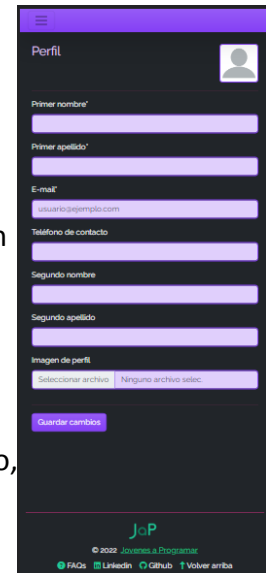 Perfil
Primer nombre*
Primer apellido*
E-mail*
usuario@ejemplo.com
Teléfono de contacto
Segundo nombre
Segundo apellido
Imagen de perfil
Seleccionar archivo Ninguno archivo selec.
Guardar cambios
o,
JaP
© 2022 Jovenes a Programar
FAQs Linkedin Github Volver arriba